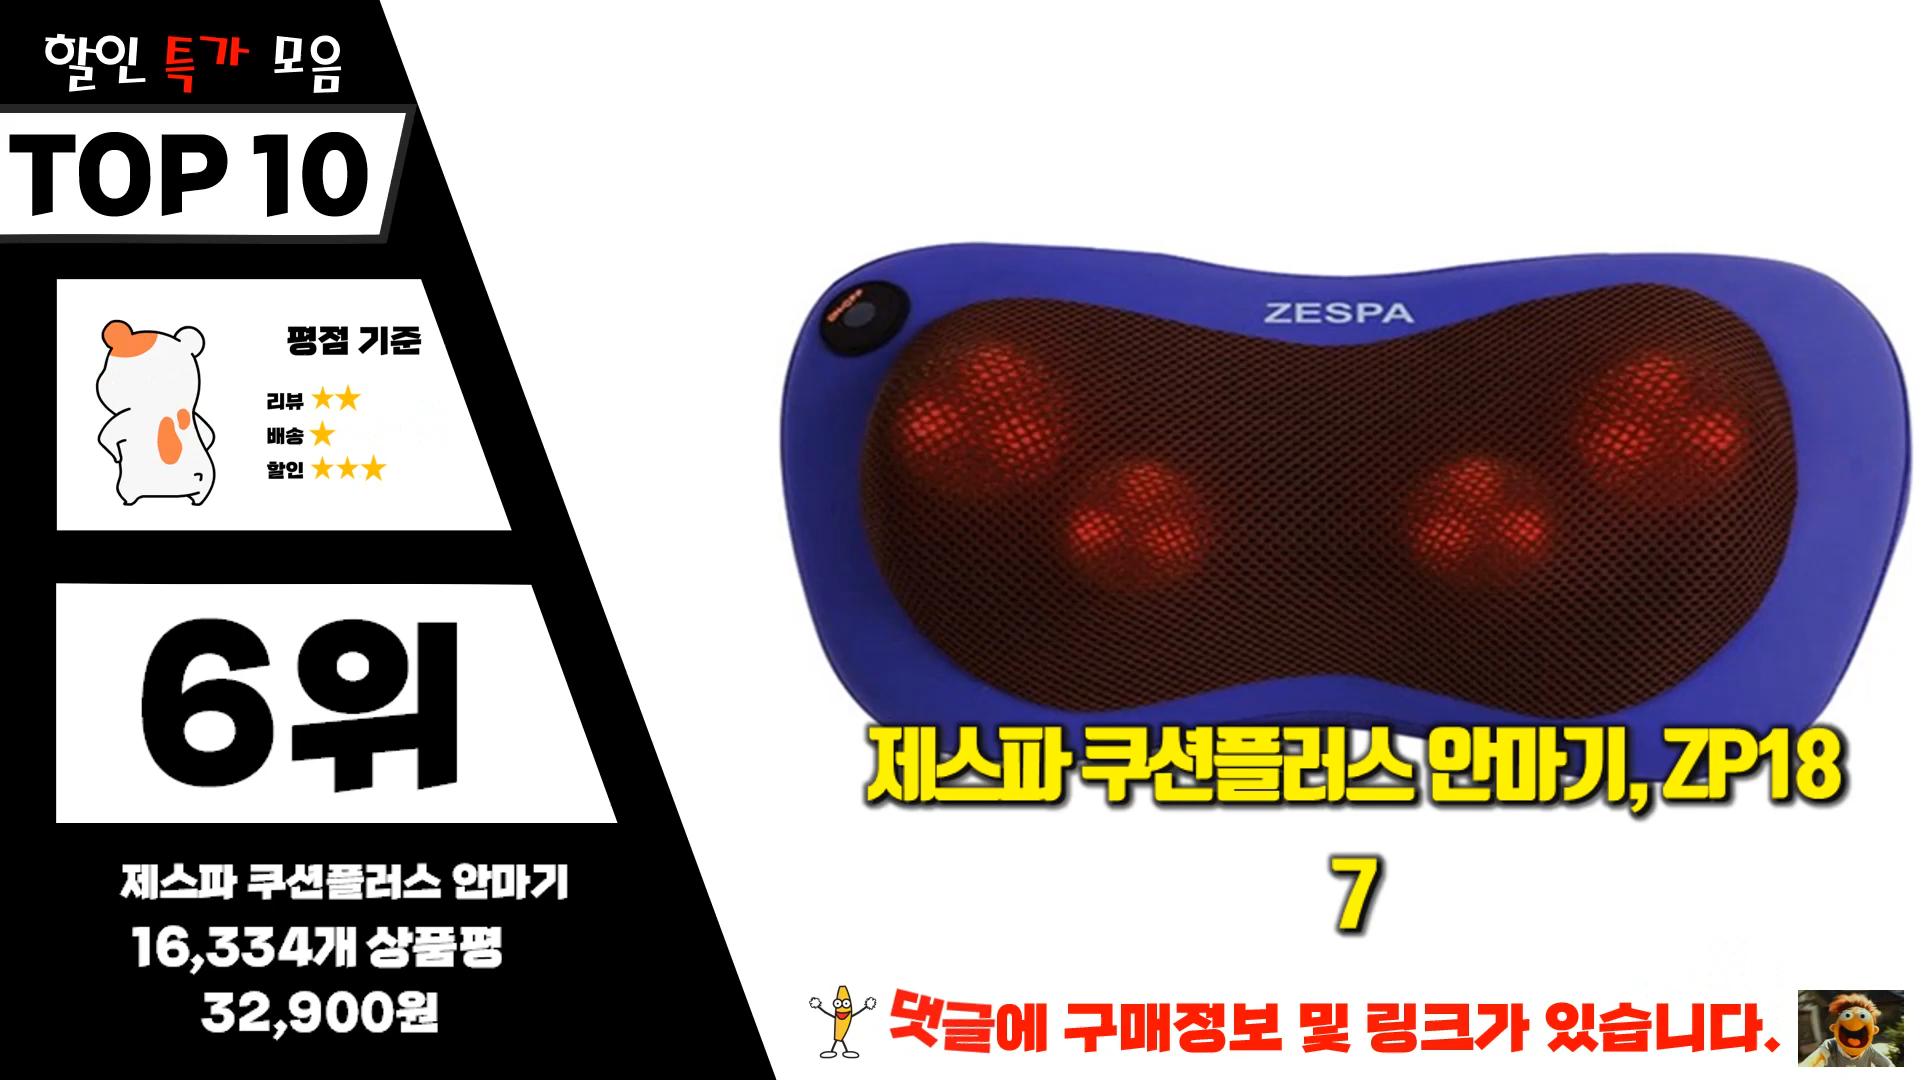 할인 특가 모음
TOP 10
평점 기준
리뷰 ★★
배송 ★
할인 ★★★
6위
제스파 쿠션플러스 안마기
16,334개 상품평
32,900원
ON/OFF
ZESPA
제스파 쿠션플러스 안마기, ZP18
7
댓글에 구매정보 및 링크가 있습니다.